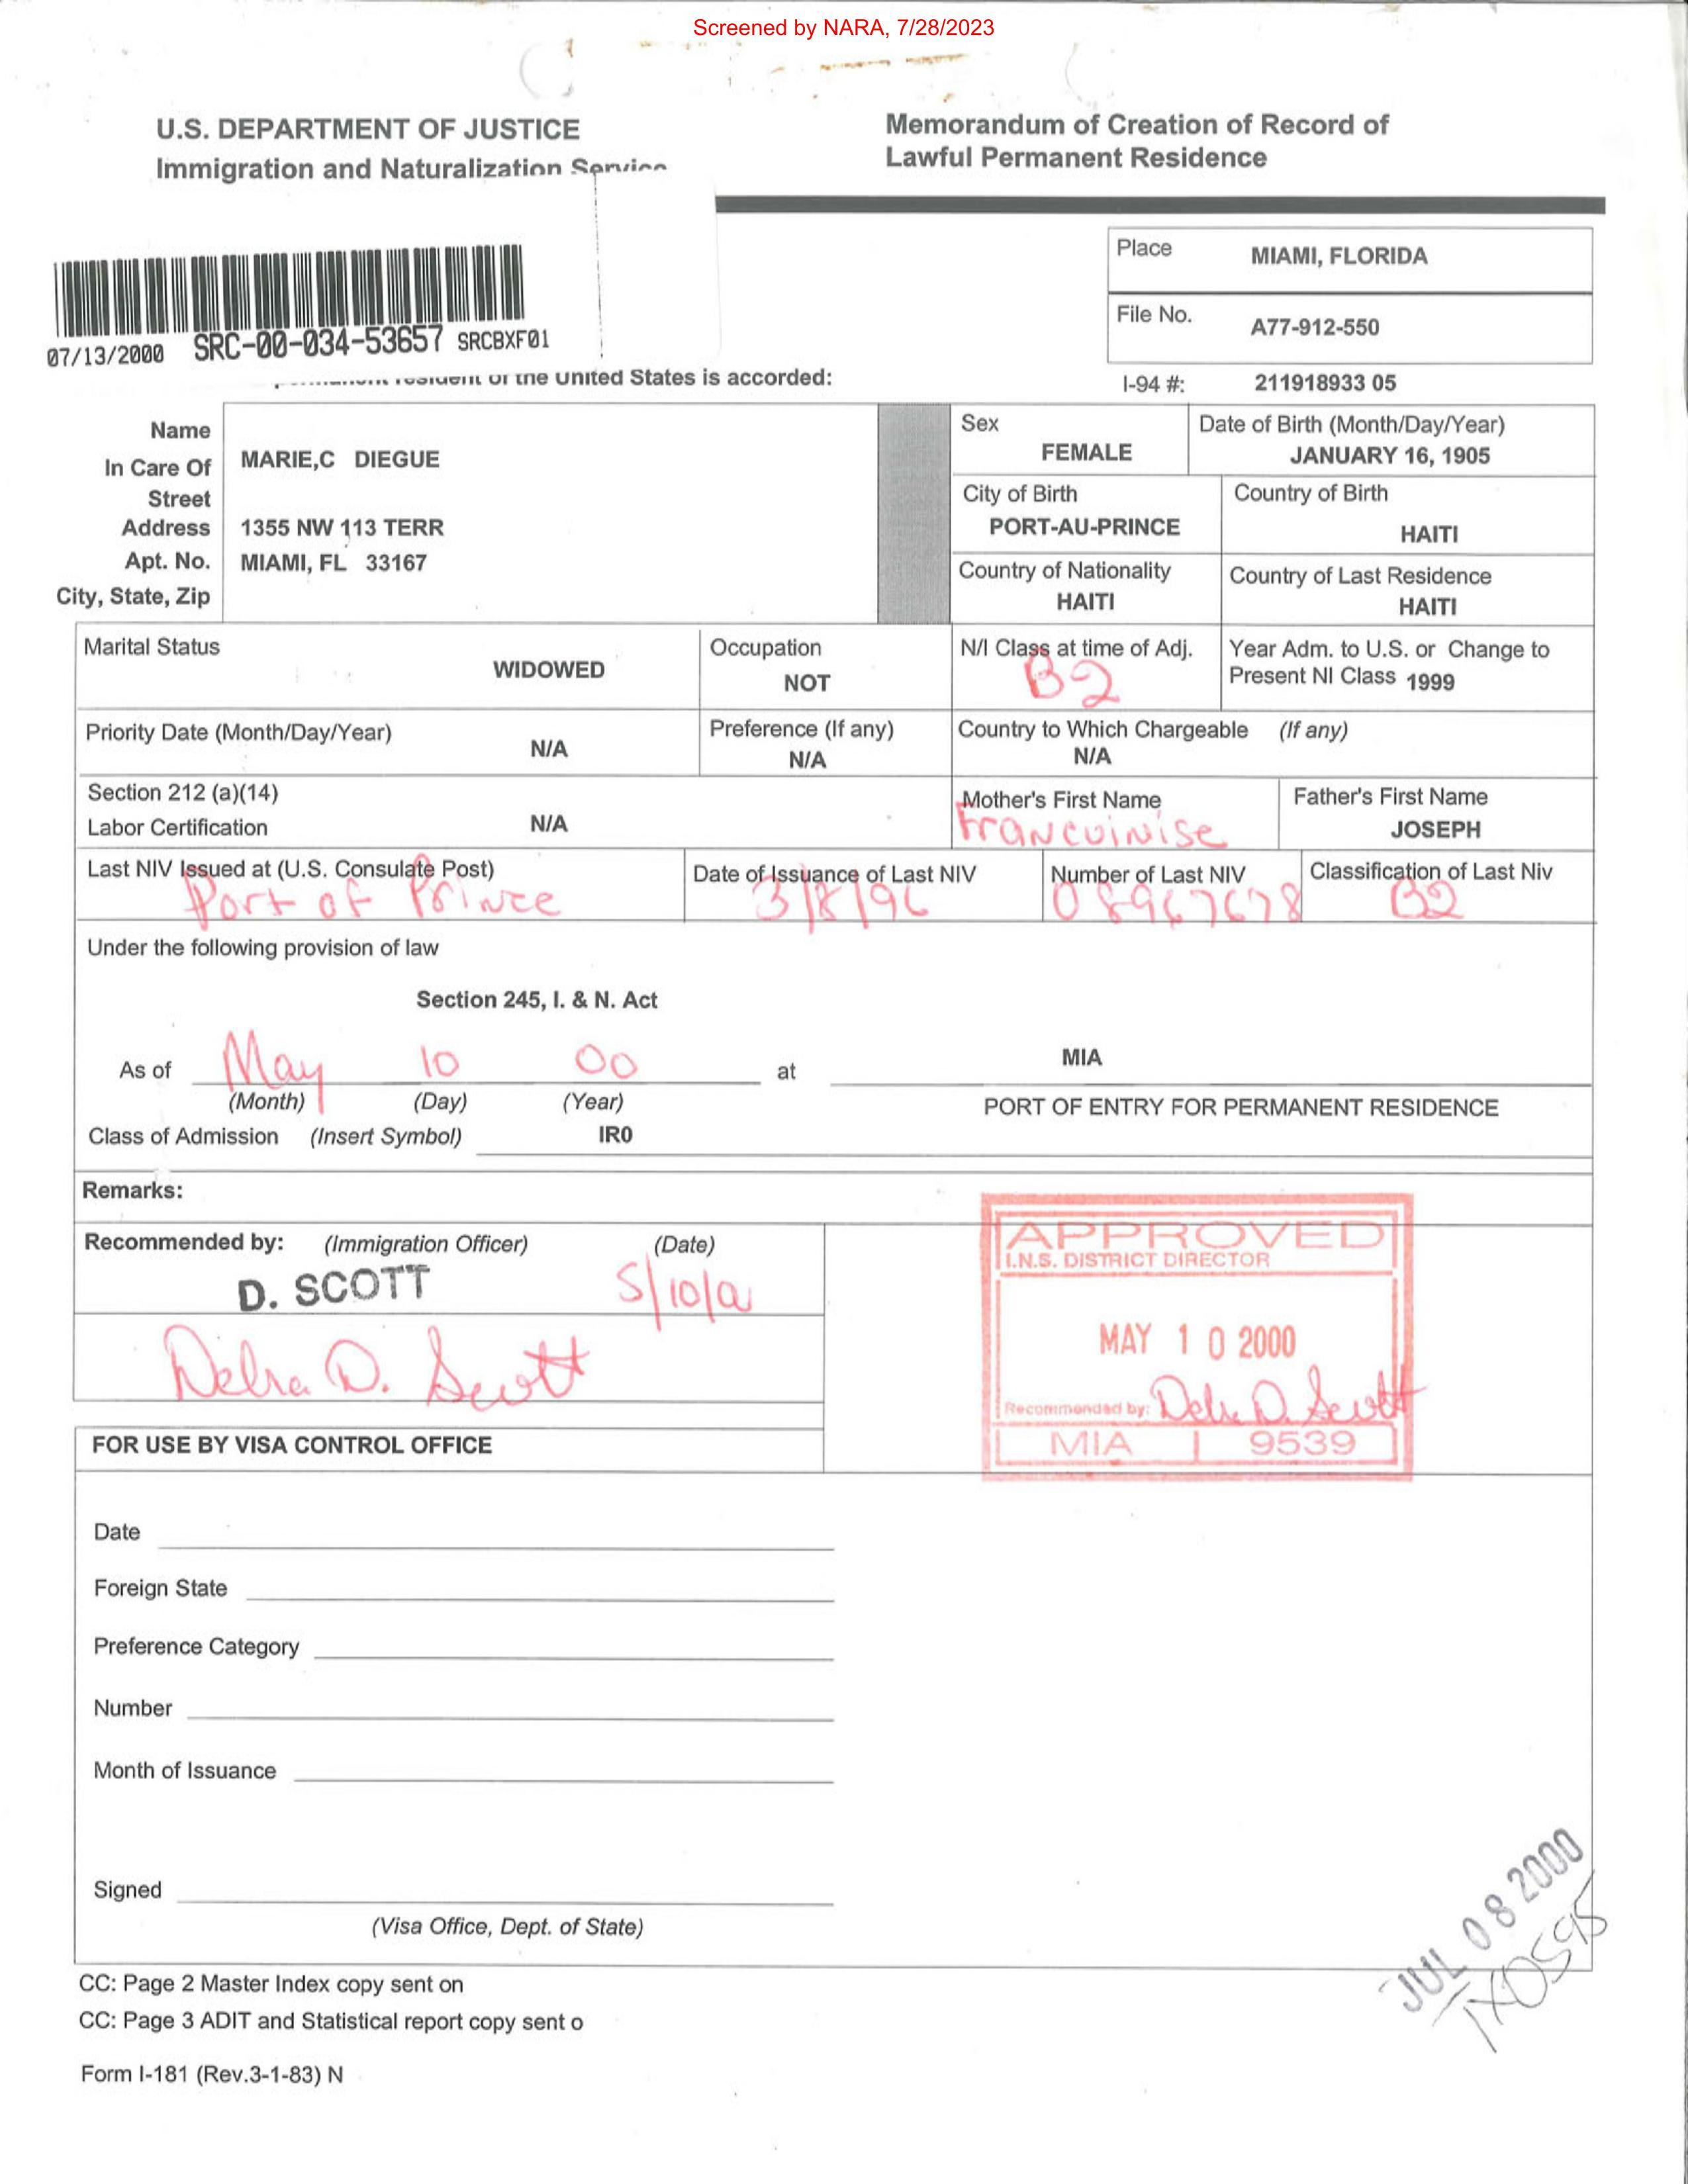 Screened by NARA, 7/28/2023
U.S. DEPARTMENT OF JUSTICE
Immigration and Naturalization Service
Memorandum of Creation of Record of
Lawful Permanent Residence
Place
MIAMI, FLORIDA
File No.
A77-912-550
07/13/2000 SRC-00-034-53657 SRCBXF01
resident of the United States is accorded:
I-94 #: 211918933 05
Name
In Care Of
Street
Address
Apt. No.
City, State, Zip
MARIE,C DIEGUE
1355 NW 113 TERR
MIAMI, FL 33167
Sex
FEMALE
Date of Birth (Month/Day/Year)
JANUARY 16, 1905
City of Birth
PORT-AU-PRINCE
Country of Birth
HAITI
Country of Nationality
HAITI
Country of Last Residence
HAITI
Marital Status
WIDOWED
Occupation
NOT
N/I Class at time of Adj.
B2
Year Adm. to U.S. or Change to
Present NI Class 1999
Priority Date (Month/Day/Year)
N/A
Preference (If any)
N/A
Country to Which Chargeable (If any)
N/A
Section 212 (a)(14)
Labor Certification
N/A
Mother's First Name
Francoinise
Father's First Name
JOSEPH
Last NIV Issued at (U.S. Consulate Post)
Port of Prince
Date of Issuance of Last NIV
3/8/96
Number of Last NIV
08967678
Classification of Last Niv
B2
Under the following provision of law
Section 245, I. & N. Act
As of May 10 00 at MIA
(Month) (Day) (Year)
PORT OF ENTRY FOR PERMANENT RESIDENCE
Class of Admission (Insert Symbol) IR0
Remarks:
Recommended by: (Immigration Officer) (Date)
D. SCOTT 5/10/00
Delra D. Scott
APPROVED
I.N.S. DISTRICT DIRECTOR
MAY 10 2000
Recommended by: D. Scott
MIA 9539
FOR USE BY VISA CONTROL OFFICE
Date
Foreign State
Preference Category
Number
Month of Issuance
Signed
(Visa Office, Dept. of State)
JUL 08 2000
TX0595
CC: Page 2 Master Index copy sent on
CC: Page 3 ADIT and Statistical report copy sent o
Form I-181 (Rev.3-1-83) N